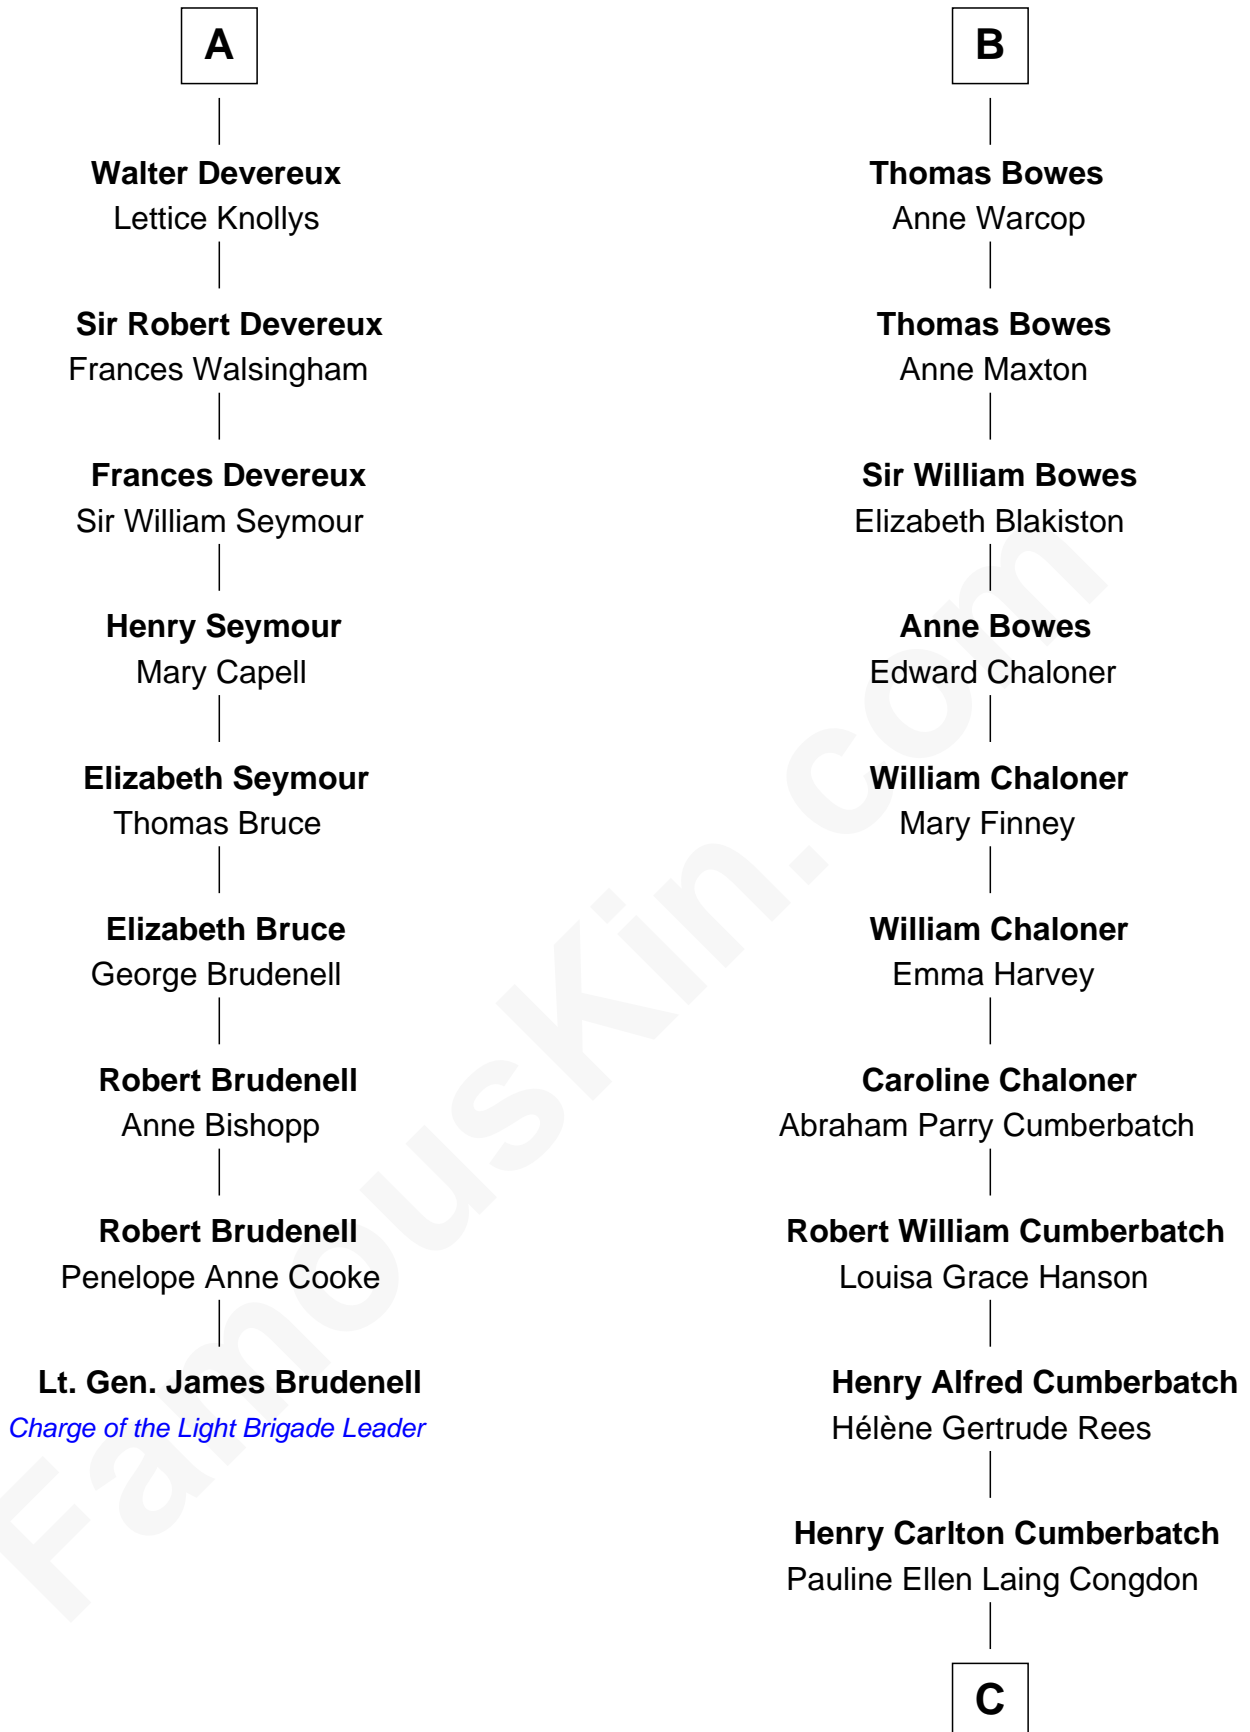 A
Walter Devereux
Lettice Knollys
Sir Robert Devereux
Frances Walsingham
Frances Devereux
Sir William Seymour
Henry Seymour
Mary Capell
Elizabeth Seymour
Thomas Bruce
Elizabeth Bruce
George Brudenell
Robert Brudenell
Anne Bishopp
Robert Brudenell
Penelope Anne Cooke
Lt. Gen. James Brudenell
Charge of the Light Brigade Leader
B
Thomas Bowes
Anne Warcop
Thomas Bowes
Anne Maxton
Sir William Bowes
Elizabeth Blakiston
Anne Bowes
Edward Chaloner
William Chaloner
Mary Finney
William Chaloner
Emma Harvey
Caroline Chaloner
Abraham Parry Cumberbatch
Robert William Cumberbatch
Louisa Grace Hanson
Henry Alfred Cumberbatch
Hélène Gertrude Rees
Henry Carlton Cumberbatch
Pauline Ellen Laing Congdon
C
FamousKin.com